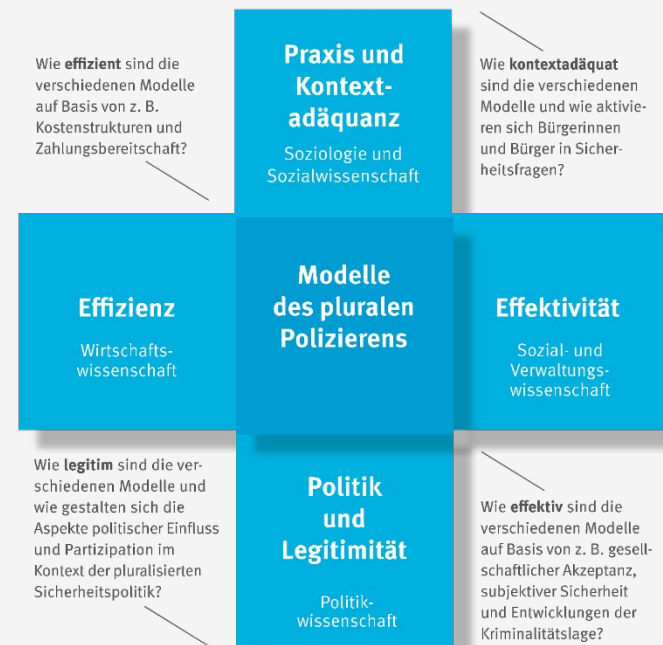 Wie effizient sind die
verschiedenen Modelle
auf Basis von z. B.
Kostenstrukturen und
Zahlungsbereitschaft?
Praxis und
Kontext-
adäquanz
Soziologie und
Sozialwissenschaft
Wie kontextadäquat
sind die verschiedenen
Modelle und wie aktivie-
ren sich Bürgerinnen
und Bürger in Sicher-
heitsfragen?
Effizienz
Wirtschafts-
wissenschaft
Modelle
des pluralen
Polizierens
Effektivität
Sozial- und
Verwaltungs-
wissenschaft
Wie legitim sind die ver-
schiedenen Modelle und
wie gestalten sich die
Aspekte politischer Einfluss
und Partizipation im
Kontext der pluralisierten
Sicherheitspolitik?
Politik
und
Legitimität
Politik-
wissenschaft
Wie effektiv sind die
verschiedenen Modelle
auf Basis von z. B. gesell-
schaftlicher Akzeptanz,
subjektiver Sicherheit
und Entwicklungen der
Kriminalitätslage?